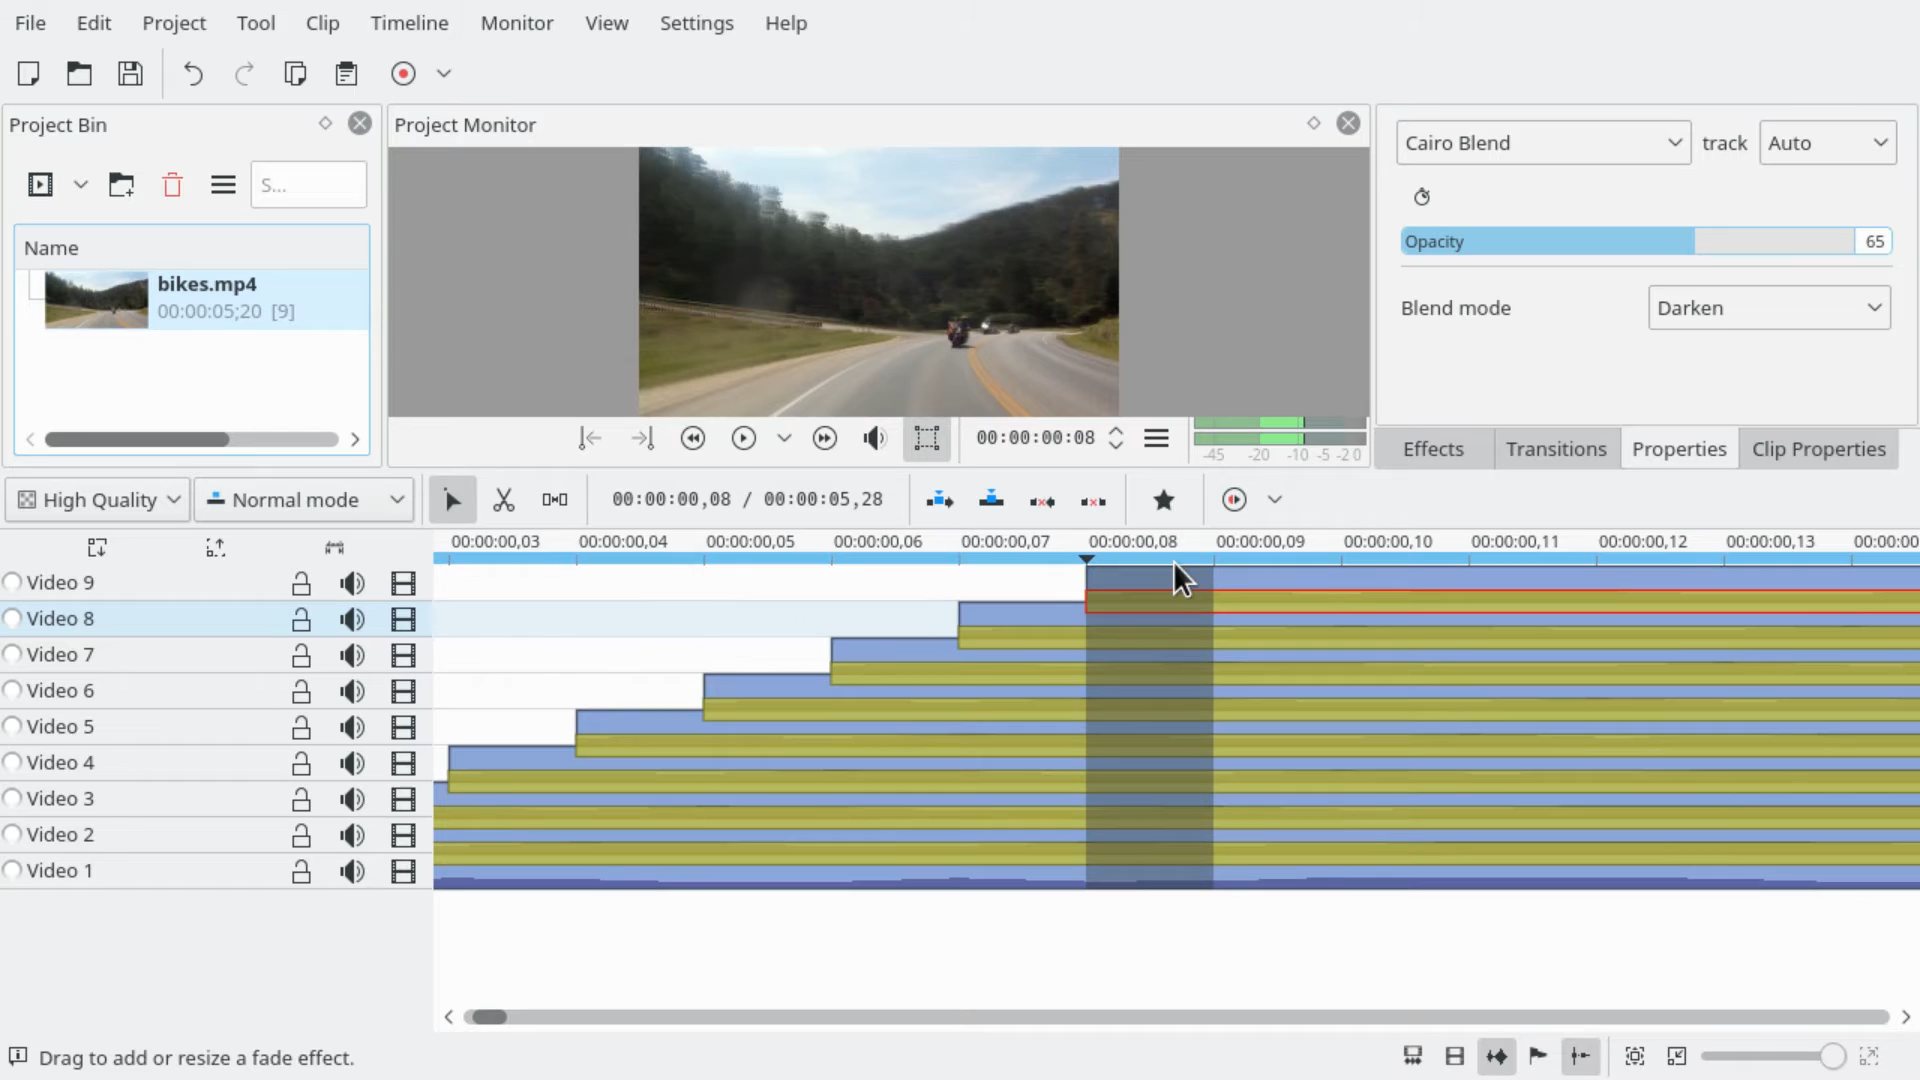 File Edit Project Tool Clip Timeline Monitor View Settings Help
Project Bin
S...
Name
bikes.mp4
00:00:05;20 [9]
Project Monitor
00:00:00:08
-45 -20 -10 -5 -2 0
Cairo Blend track Auto
Opacity 65
Blend mode Darken
Effects Transitions Properties Clip Properties
High Quality Normal mode 00:00:00,08 / 00:00:05,28
00:00:00,03 00:00:00,04 00:00:00,05 00:00:00,06 00:00:00,07 00:00:00,08 00:00:00,09 00:00:00,10 00:00:00,11 00:00:00,12 00:00:00,13 00:00:00
Video 9
Video 8
Video 7
Video 6
Video 5
Video 4
Video 3
Video 2
Video 1
Drag to add or resize a fade effect.